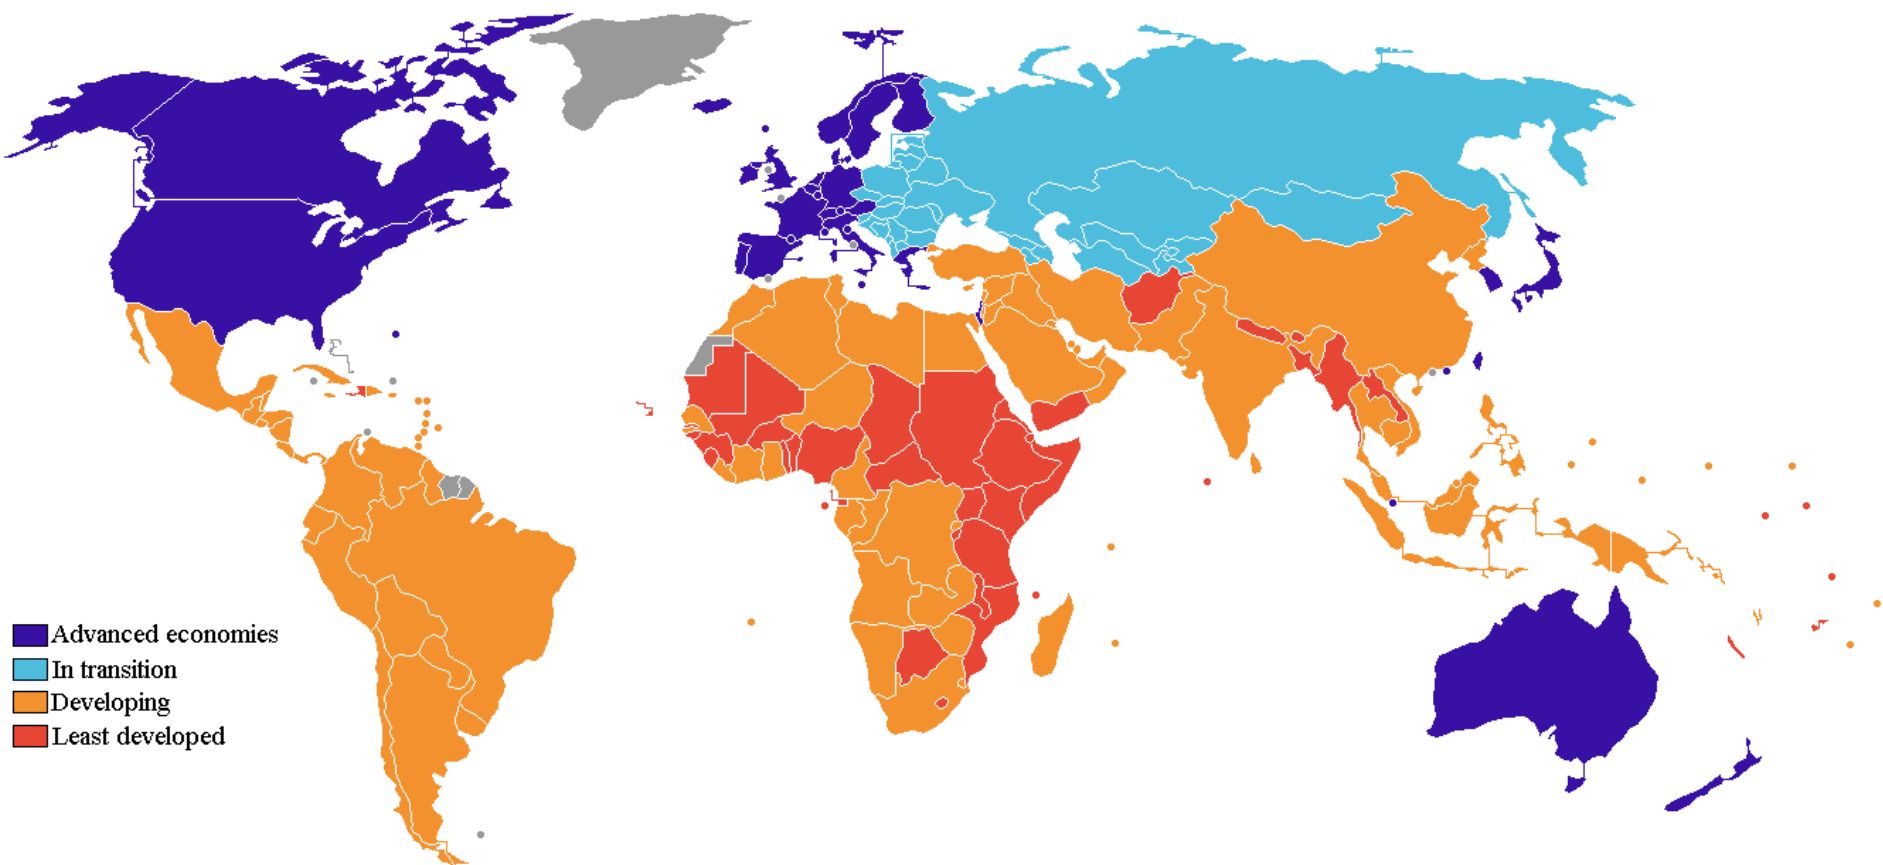 Advanced economies
In transition
Developing
Least developed